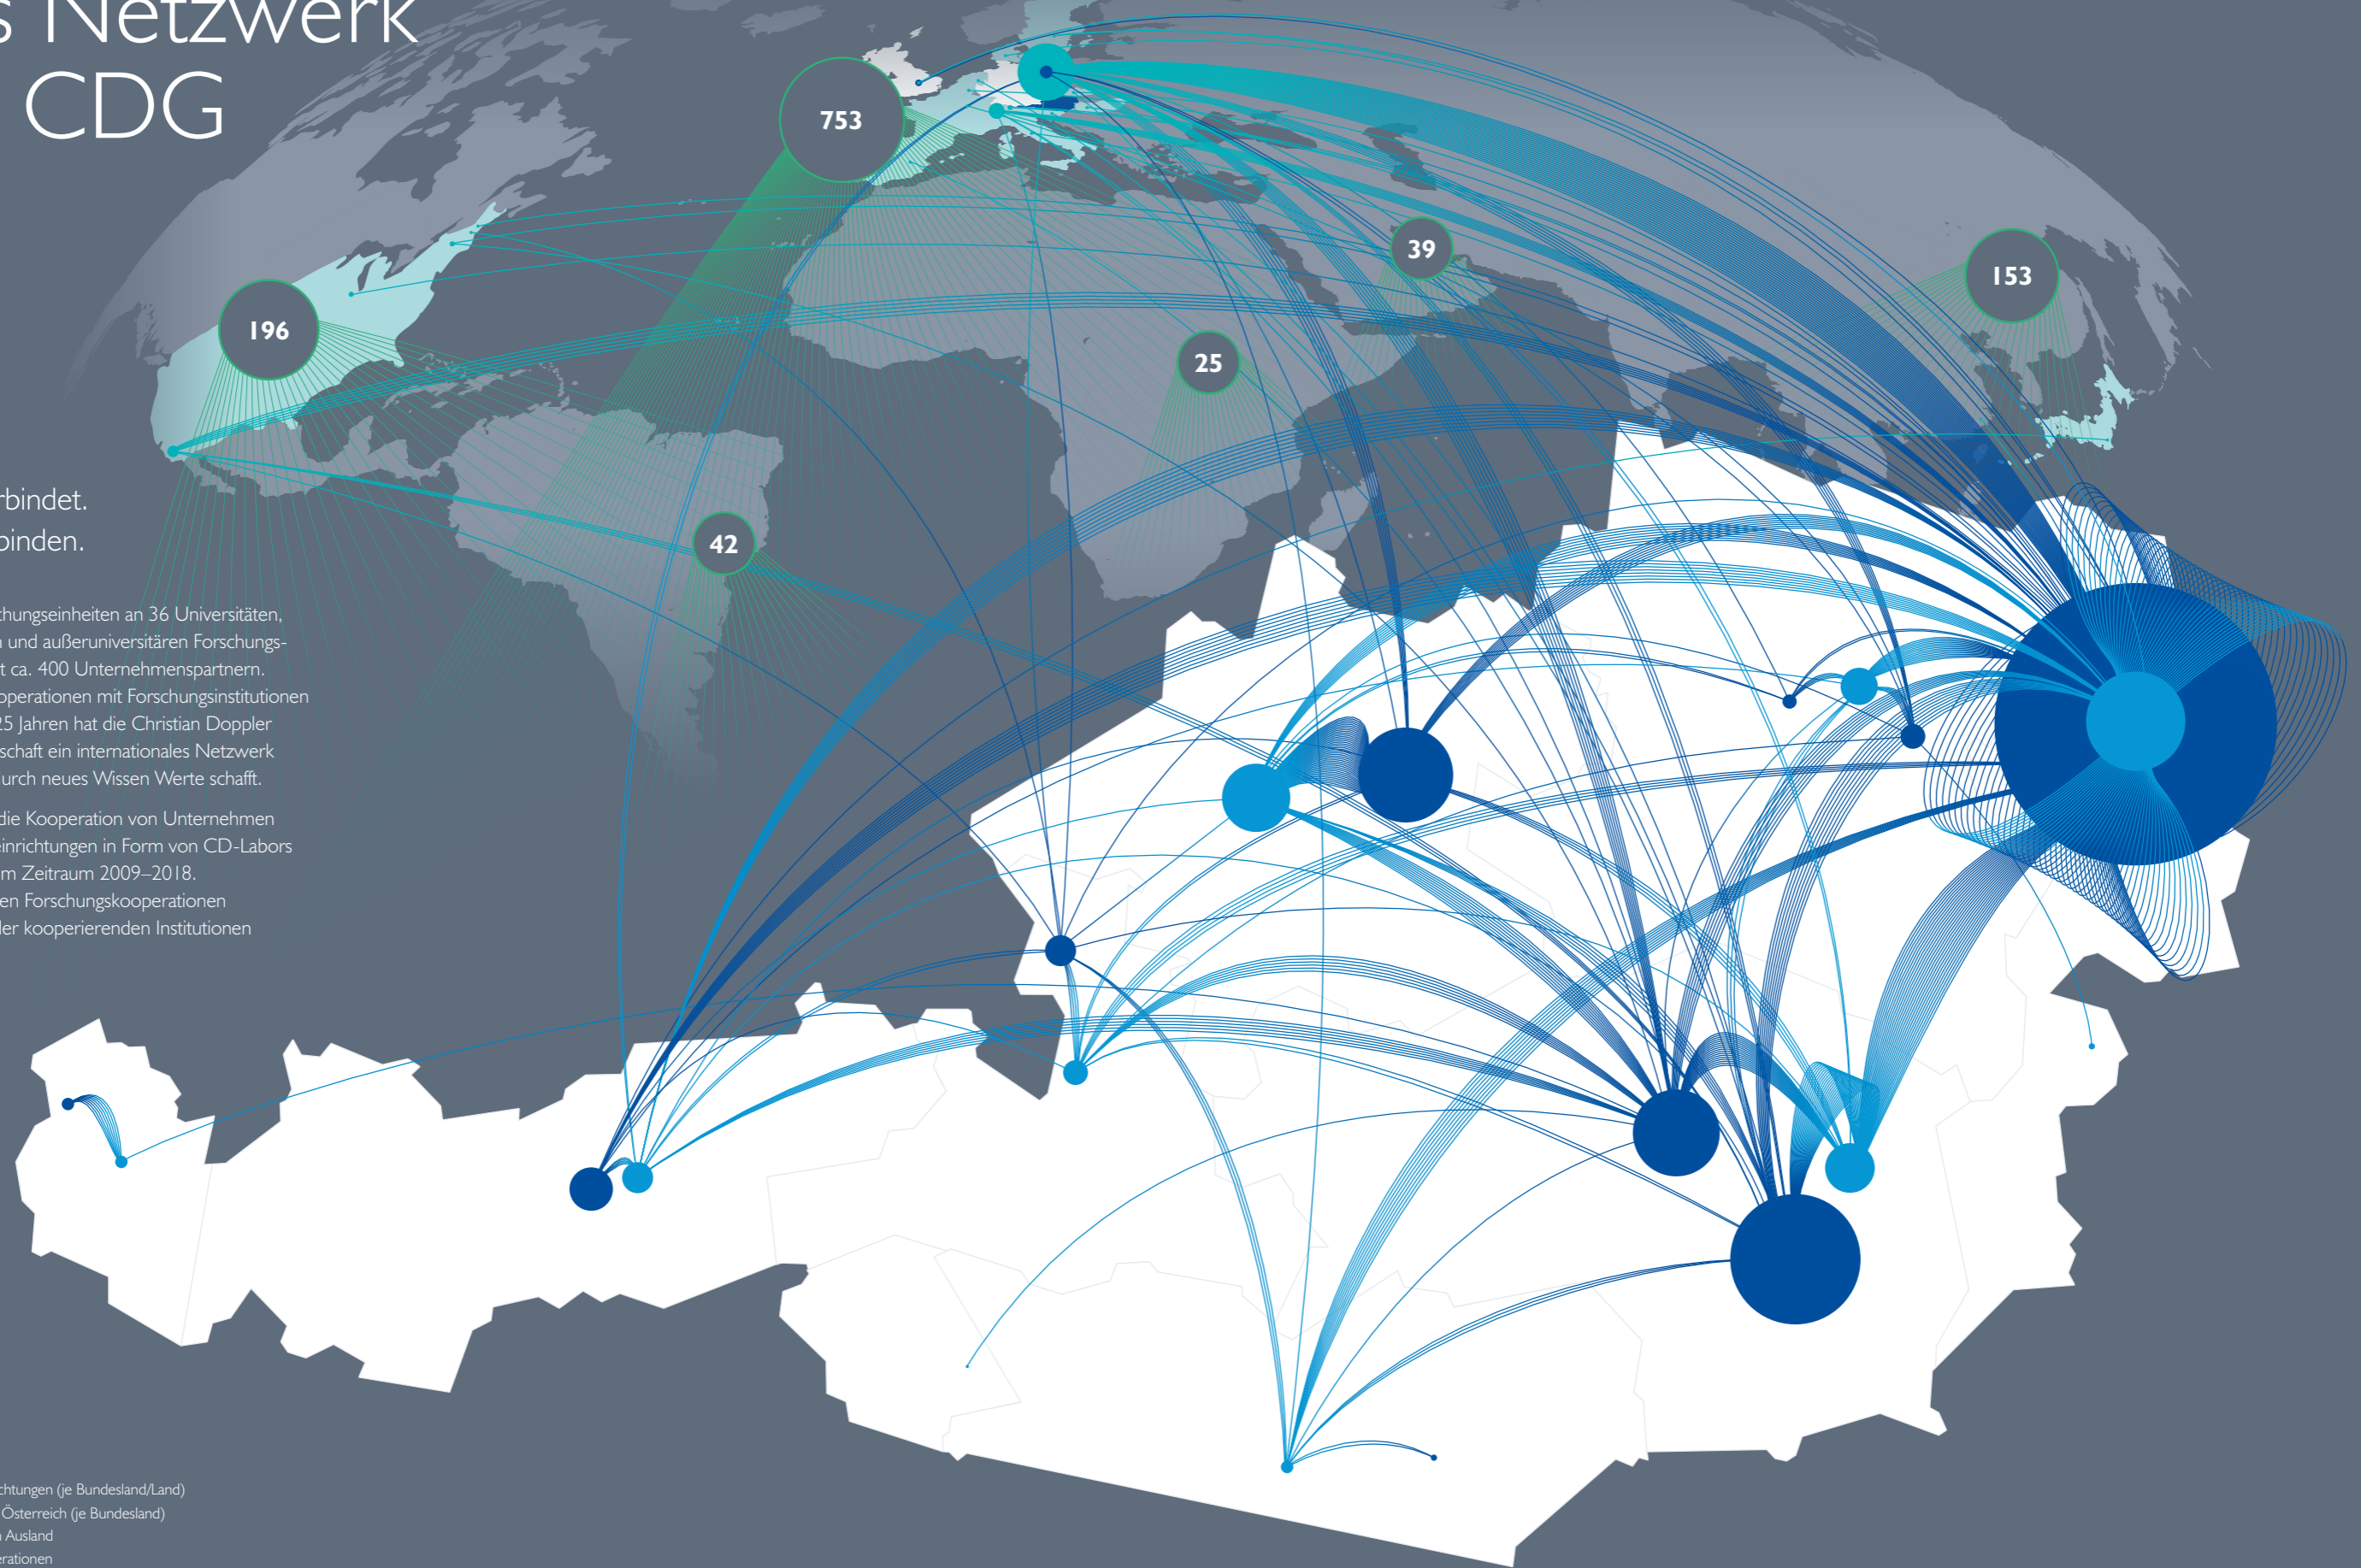 s Netzwerk
CDG
753
39
153
196
25
42
rbindet.
binden.
chungseinheiten an 36 Universitäten,
n und außeruniversitären Forschungs-
t ca. 400 Unternehmenspartnern.
operationen mit Forschungsinstitutionen
25 Jahren hat die Christian Doppler
schaft ein internationales Netzwerk
durch neues Wissen Werte schafft.
die Kooperation von Unternehmen
einrichtungen in Form von CD-Labors
m Zeitraum 2009–2018.
en Forschungskooperationen
der kooperierenden Institutionen
chtungen (je Bundesland/Land)
Österreich (je Bundesland)
n Ausland
erationen